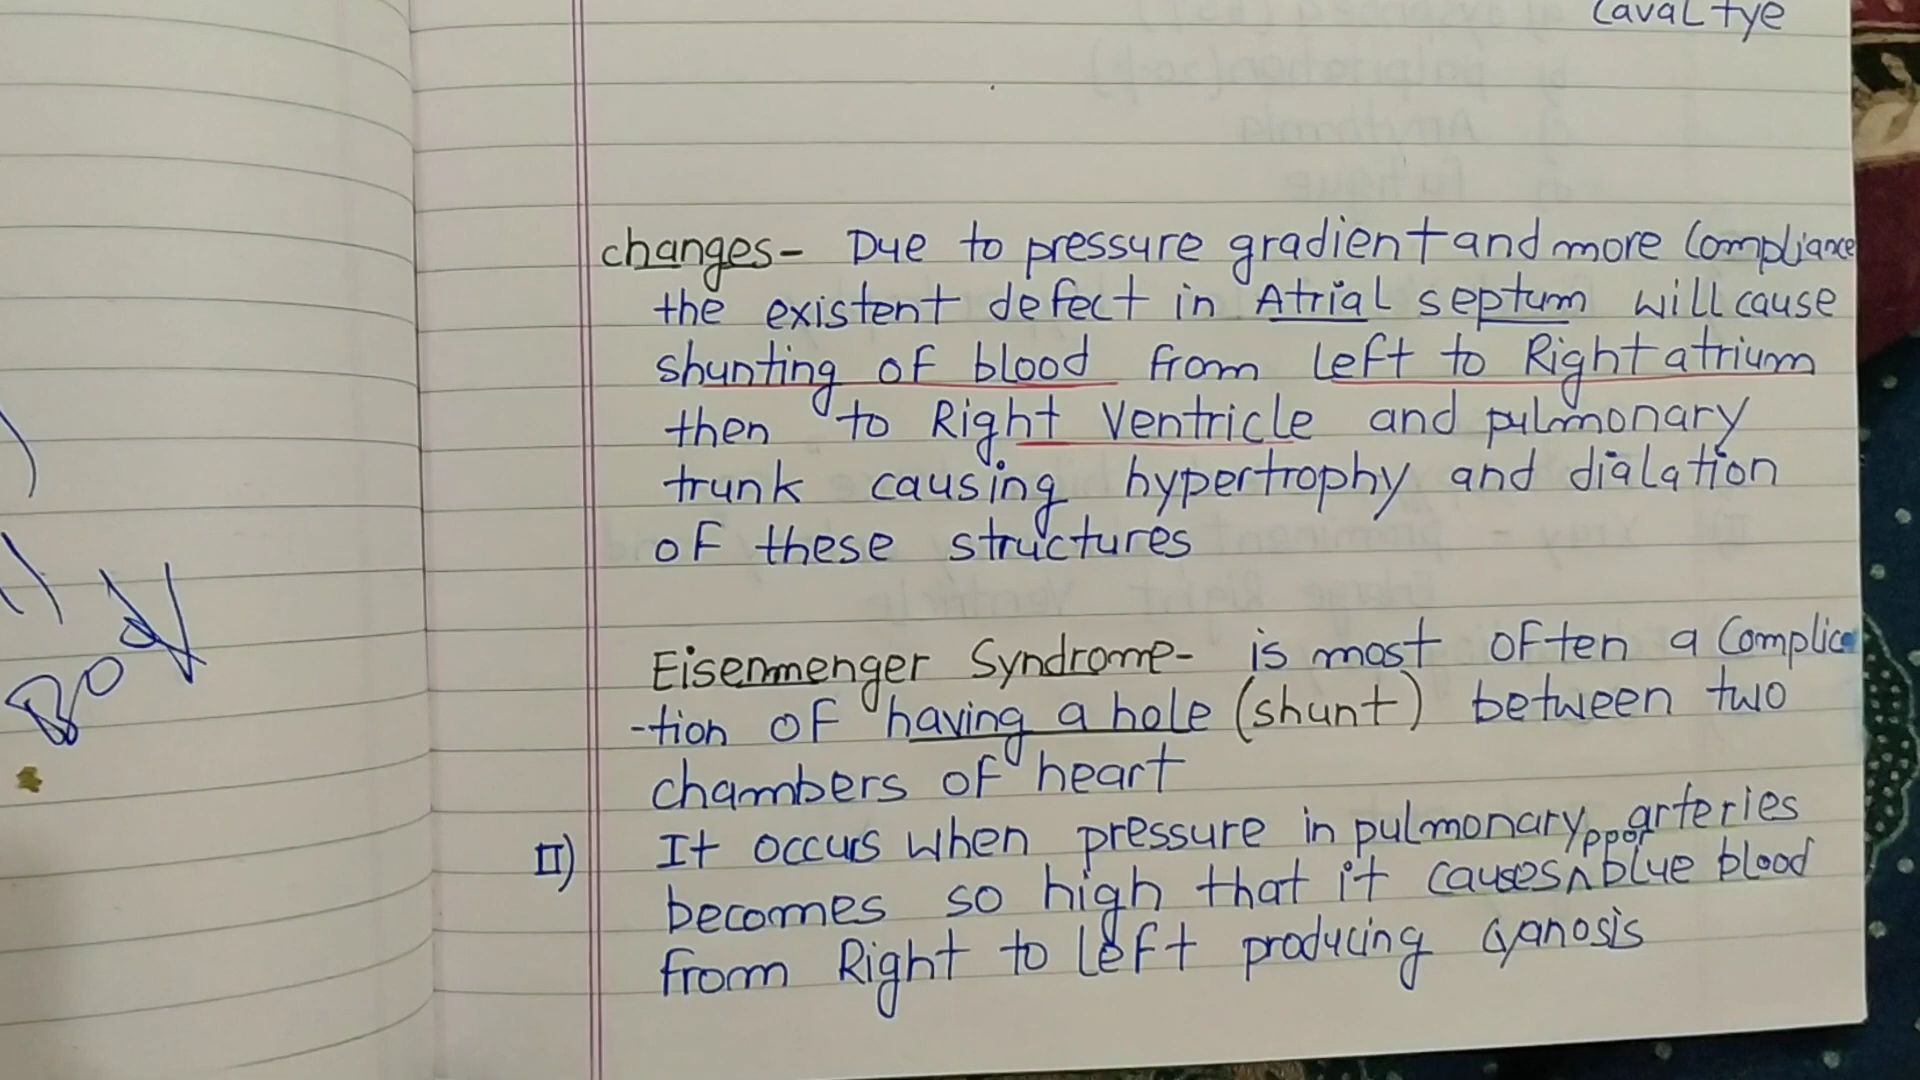 Caval tye
changes- Due to pressure gradient and more Compliance
the existent defect in Atrial septum will cause
shunting of blood from left to Right atrium
then to Right Ventricle and pulmonary
trunk causing hypertrophy and dialation
of these structures
Eisenmenger Syndrome- is most often a Complica
-tion of having a hole (shunt) between two
chambers of heart
II) It occurs when pressure in pulmonary arteries
becomes so high that it causes ^ blue blood
from Right to left producing cyanosis